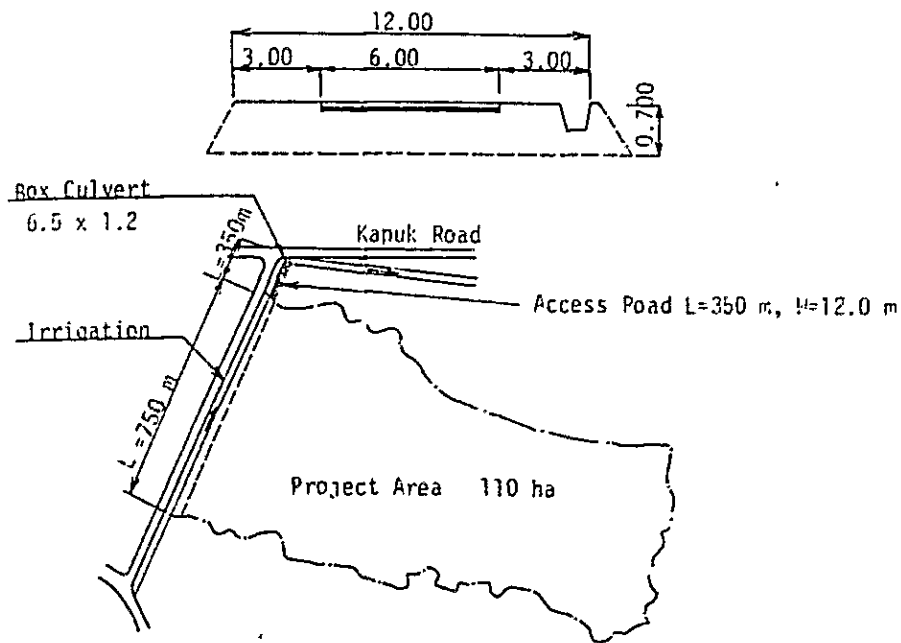 12.00
3.00 6.00 3.00
0.700
Box Culvert
6.5 x 1.2
L=350m
Kapuk Road
Access Road L=350 m, W=12.0 m
Irrigation
L=750 m
Project Area 110 ha